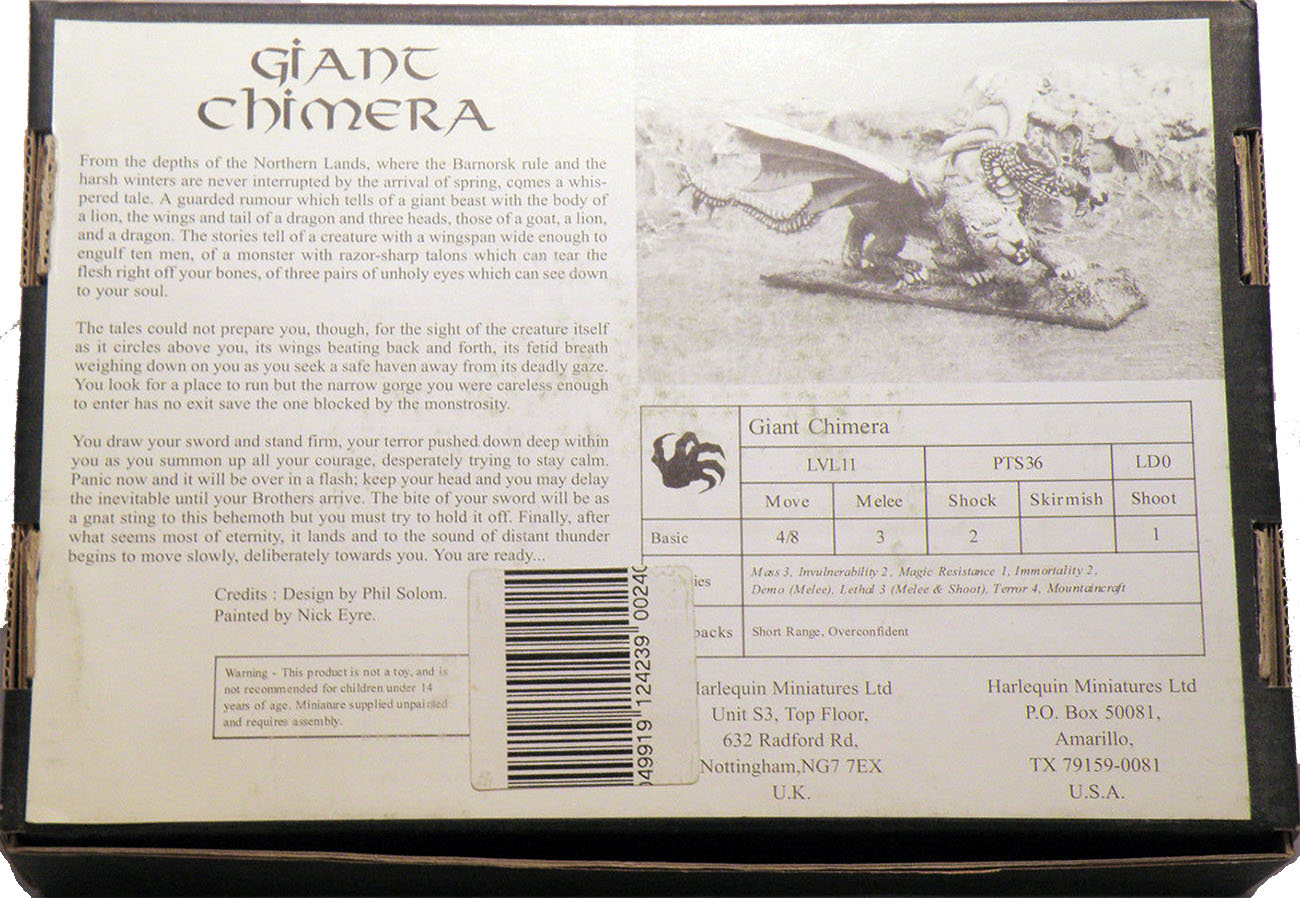 GIANT
CHIMERA
From the depths of the Northern Lands, where the Barnorsk rule and the
harsh winters are never interrupted by the arrival of spring, comes a whis-
pered tale. A guarded rumour which tells of a giant beast with the body of
a lion, the wings and tail of a dragon and three heads, those of a goat, a lion,
and a dragon. The stories tell of a creature with a wingspan wide enough to
engulf ten men, of a monster with razor-sharp talons which can tear the
flesh right off your bones, of three pairs of unholy eyes which can see down
to your soul.
The tales could not prepare you, though, for the sight of the creature itself
as it circles above you, its wings beating back and forth, its fetid breath
weighing down on you as you seek a safe haven away from its deadly gaze.
You look for a place to run but the narrow gorge you were careless enough
to enter has no exit save the one blocked by the monstrosity.
You draw your sword and stand firm, your terror pushed down deep within
you as you summon up all your courage, desperately trying to stay calm.
Panic now and it will be over in a flash; keep your head and you may delay
the inevitable until your Brothers arrive. The bite of your sword will be as
a gnat sting to this behemoth but you must try to hold it off. Finally, after
what seems most of eternity, it lands and to the sound of distant thunder
begins to move slowly, deliberately towards you. You are ready...
Credits : Design by Phil Solom.
Painted by Nick Eyre.
Warning - This product is not a toy, and is
not recommended for children under 14
years of age. Miniature supplied unpainted
and requires assembly.
499919 124239 0024
Giant Chimera
LVL11 PTS36 LD0
Move Melee Shock Skirmish Shoot
Basic 4/8 3 2 1
ies Mass 3, Invulnerability 2, Magic Resistance 1, Immortality 2,
Demo (Melee), Lethal 3 (Melee & Shoot), Terror 4, Mountaincraft
backs Short Range, Overconfident
arlequin Miniatures Ltd
Unit S3, Top Floor,
632 Radford Rd,
Nottingham,NG7 7EX
U.K.
Harlequin Miniatures Ltd
P.O. Box 50081,
Amarillo,
TX 79159-0081
U.S.A.